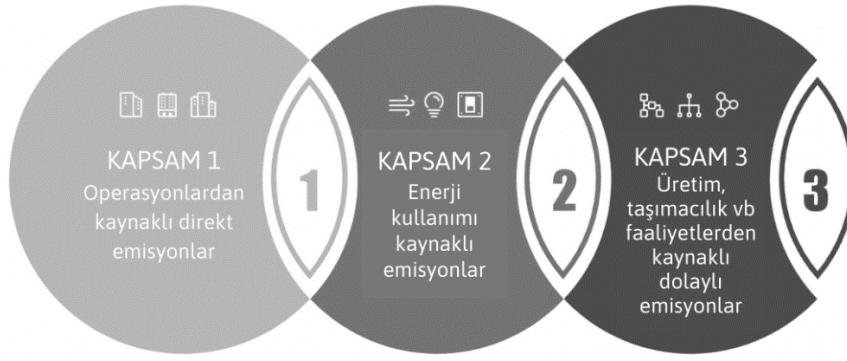 KAPSAM 1
Operasyonlardan
kaynaklı direkt
emisyonlar
1
KAPSAM 2
Enerji
kullanımı
kaynaklı
emisyonlar
2
KAPSAM 3
Üretim,
taşımacılık vb
faaliyetlerden
kaynaklı
dolaylı
emisyonlar
3